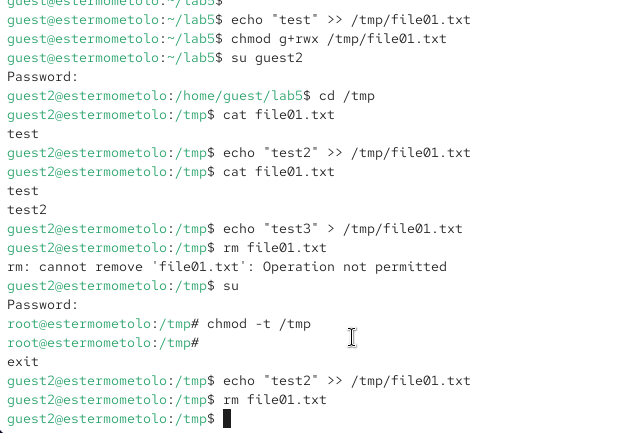 guest@estermometolo:~/lab5$
guest@estermometolo:~/lab5$ echo "test" >> /tmp/file01.txt
guest@estermometolo:~/lab5$ chmod g+rwx /tmp/file01.txt
guest@estermometolo:~/lab5$ su guest2
Password:
guest2@estermometolo:/home/guest/lab5$ cd /tmp
guest2@estermometolo:/tmp$ cat file01.txt
test
guest2@estermometolo:/tmp$ echo "test2" >> /tmp/file01.txt
guest2@estermometolo:/tmp$ cat file01.txt
test
test2
guest2@estermometolo:/tmp$ echo "test3" > /tmp/file01.txt
guest2@estermometolo:/tmp$ rm file01.txt
rm: cannot remove 'file01.txt': Operation not permitted
guest2@estermometolo:/tmp$ su
Password:
root@estermometolo:/tmp# chmod -t /tmp
root@estermometolo:/tmp#
exit
guest2@estermometolo:/tmp$ echo "test2" >> /tmp/file01.txt
guest2@estermometolo:/tmp$ rm file01.txt
guest2@estermometolo:/tmp$